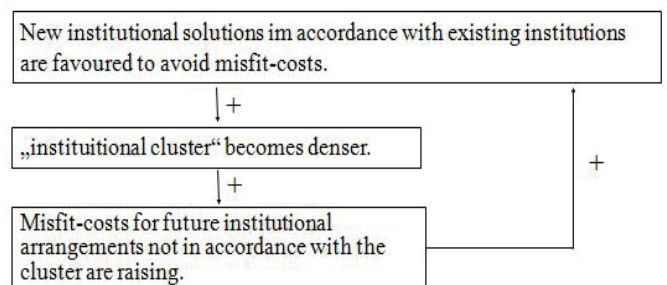 New institutional solutions im accordance with existing institutions
are favoured to avoid misfit-costs.
+
„instituitional cluster“ becomes denser.
+
+
Misfit-costs for future institutional
arrangements not in accordance with the
cluster are raising.